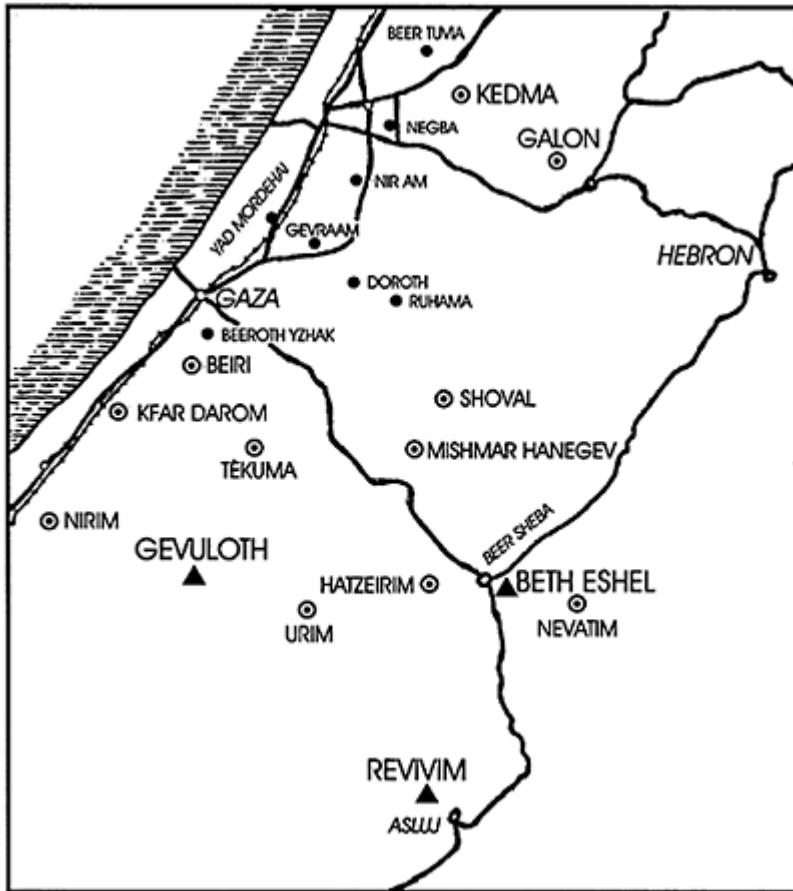 BEER TUMA
KEDMA
NEGBA
GALON
NIR AM
YAD MORDEHAI
GEVRAAM
HEBRON
DOROTH
GAZA
RUHAMA
BEEROTH YZHAK
BEIRI
SHOVAL
KFAR DAROM
MISHMAR HANEGEV
TEKUMA
NIRIM
BEER SHEBA
GEVULOTH
HATZEIRIM
BETH ESHEL
URIM
NEVATIM
REVIVIM
ASLUJ